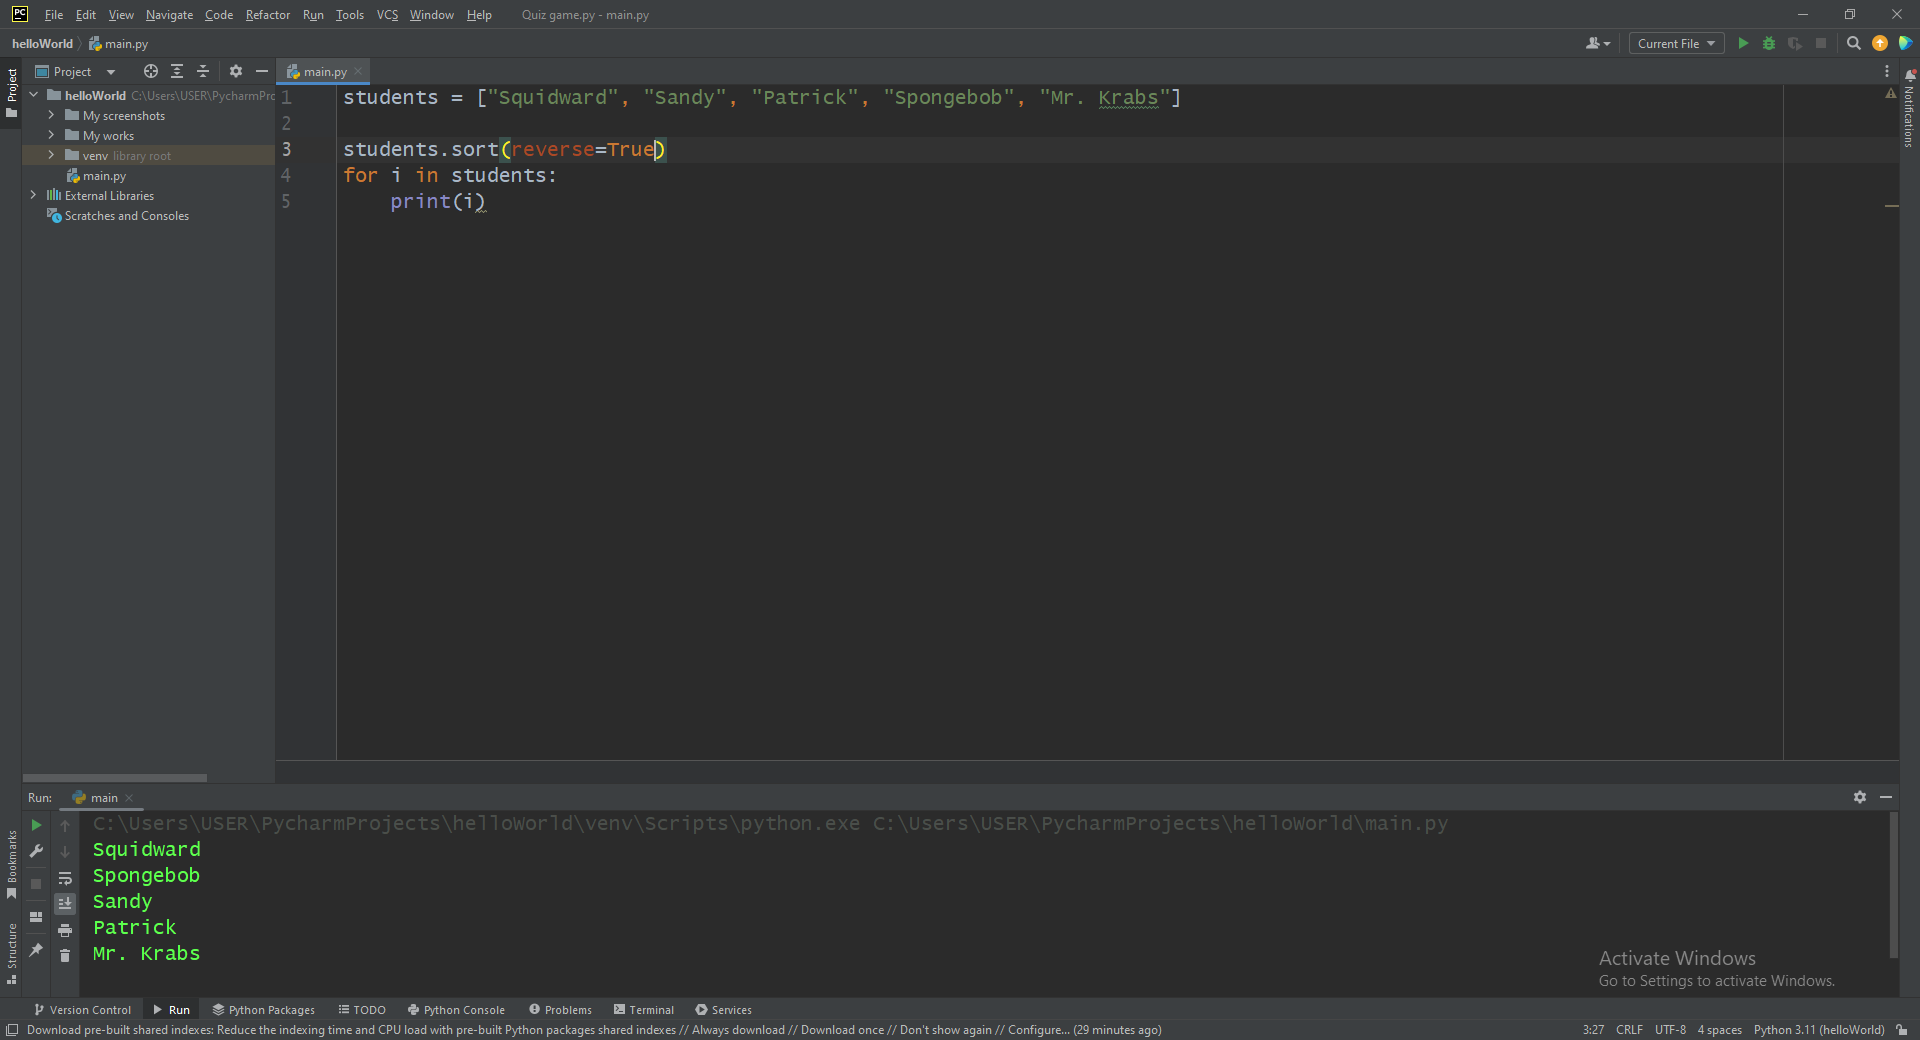 File Edit View Navigate Code Refactor Run Tools VCS Window Help Quiz game.py - main.py
helloWorld main.py
Current File
Project
Project
main.py
Notifications
helloWorld C:\Users\USER\PycharmPrc
My screenshots
My works
venv library root
main.py
External Libraries
Scratches and Consoles
1 students = ["Squidward", "Sandy", "Patrick", "Spongebob", "Mr. Krabs"]
2
3 students.sort(reverse=True)
4 for i in students:
5     print(i)
Run: main
C:\Users\USER\PycharmProjects\helloWorld\venv\Scripts\python.exe C:\Users\USER\PycharmProjects\helloWorld\main.py
Squidward
Spongebob
Sandy
Patrick
Mr. Krabs
Bookmarks
Structure
Activate Windows
Go to Settings to activate Windows.
Version Control Run Python Packages TODO Python Console Problems Terminal Services
Download pre-built shared indexes: Reduce the indexing time and CPU load with pre-built Python packages shared indexes // Always download // Download once // Don't show again // Configure... (29 minutes ago) 3:27 CRLF UTF-8 4 spaces Python 3.11 (helloWorld)